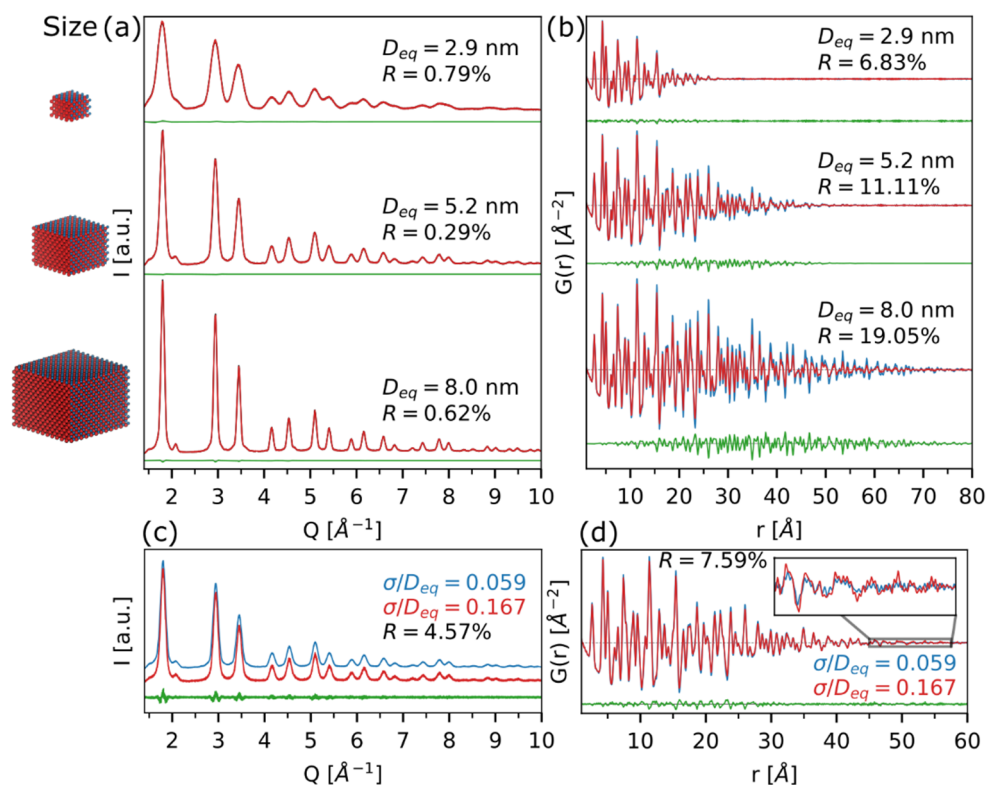 Size (a)
(b)
D_eq = 2.9 nm
R = 0.79%
D_eq = 5.2 nm
R = 0.29%
D_eq = 8.0 nm
R = 0.62%
I [a.u.]
2 3 4 5 6 7 8 9 10
Q [Å⁻¹]
D_eq = 2.9 nm
R = 6.83%
D_eq = 5.2 nm
R = 11.11%
D_eq = 8.0 nm
R = 19.05%
G(r) [Å⁻²]
10 20 30 40 50 60 70 80
r [Å]
(c)
σ/D_eq = 0.059
σ/D_eq = 0.167
R = 4.57%
I [a.u.]
2 3 4 5 6 7 8 9 10
Q [Å⁻¹]
(d)
R = 7.59%
σ/D_eq = 0.059
σ/D_eq = 0.167
G(r) [Å⁻²]
10 20 30 40 50 60
r [Å]